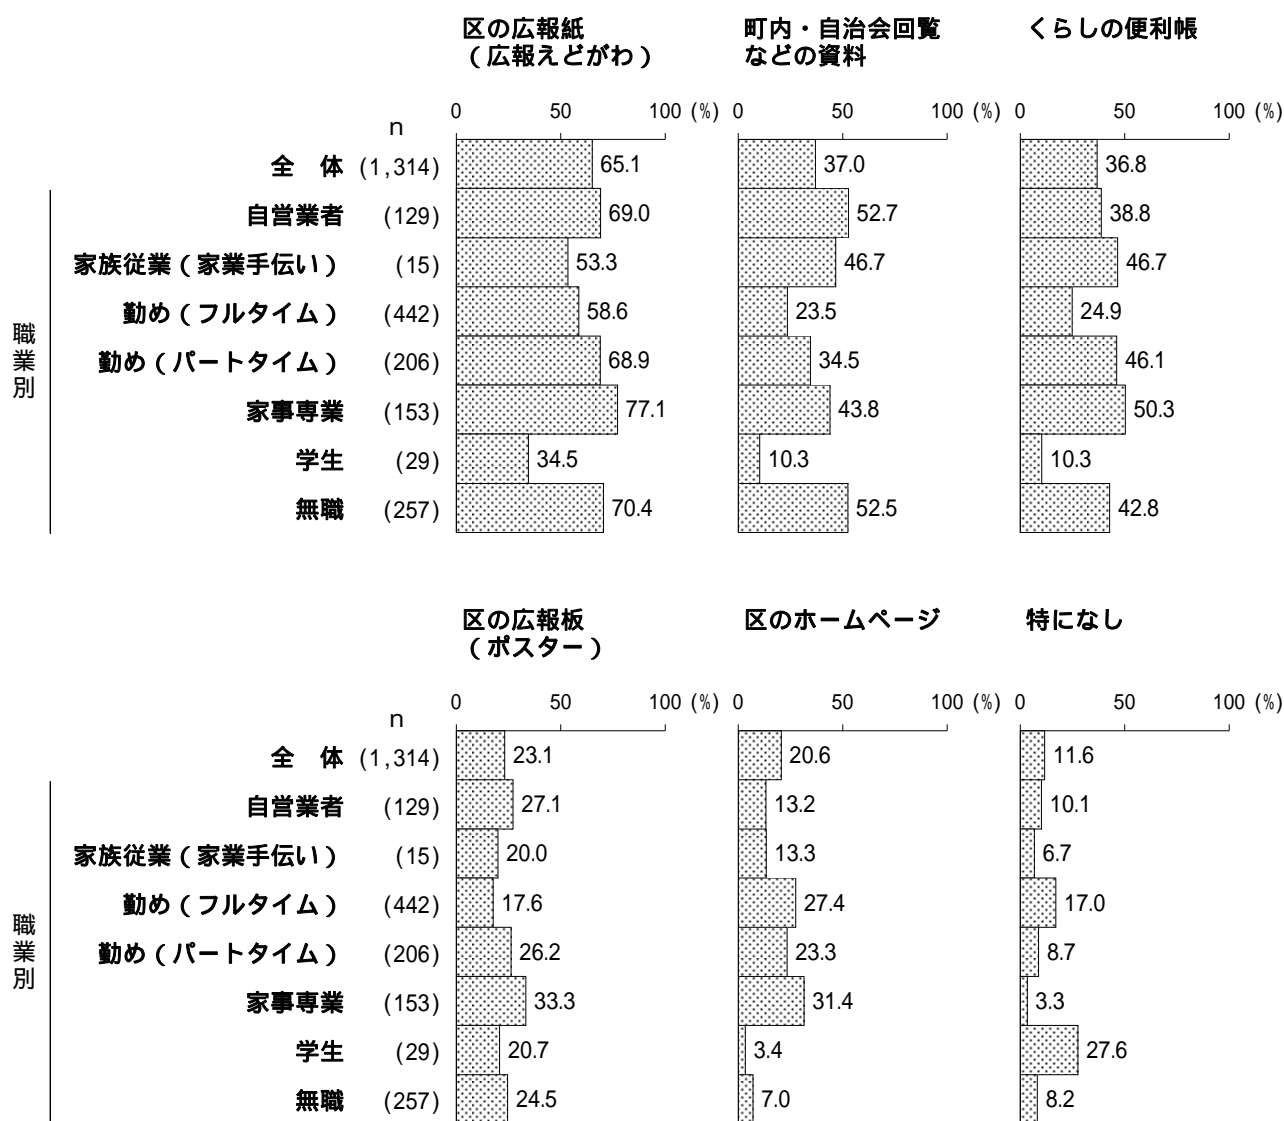 区の広報紙
（広報えどがわ）
町内・自治会回覧
などの資料
くらしの便利帳
0 50 100 (%) 0 50 100 (%) 0 50 100 (%)
n
全　体 (1,314) 65.1 37.0 36.8
自営業者 (129) 69.0 52.7 38.8
家族従業（家業手伝い） (15) 53.3 46.7 46.7
勤め（フルタイム） (442) 58.6 23.5 24.9
勤め（パートタイム） (206) 68.9 34.5 46.1
家事専業 (153) 77.1 43.8 50.3
学生 (29) 34.5 10.3 10.3
無職 (257) 70.4 52.5 42.8
職業別
区の広報板
（ポスター）
区のホームページ
特になし
0 50 100 (%) 0 50 100 (%) 0 50 100 (%)
n
全　体 (1,314) 23.1 20.6 11.6
自営業者 (129) 27.1 13.2 10.1
家族従業（家業手伝い） (15) 20.0 13.3 6.7
勤め（フルタイム） (442) 17.6 27.4 17.0
勤め（パートタイム） (206) 26.2 23.3 8.7
家事専業 (153) 33.3 31.4 3.3
学生 (29) 20.7 3.4 27.6
無職 (257) 24.5 7.0 8.2
職業別